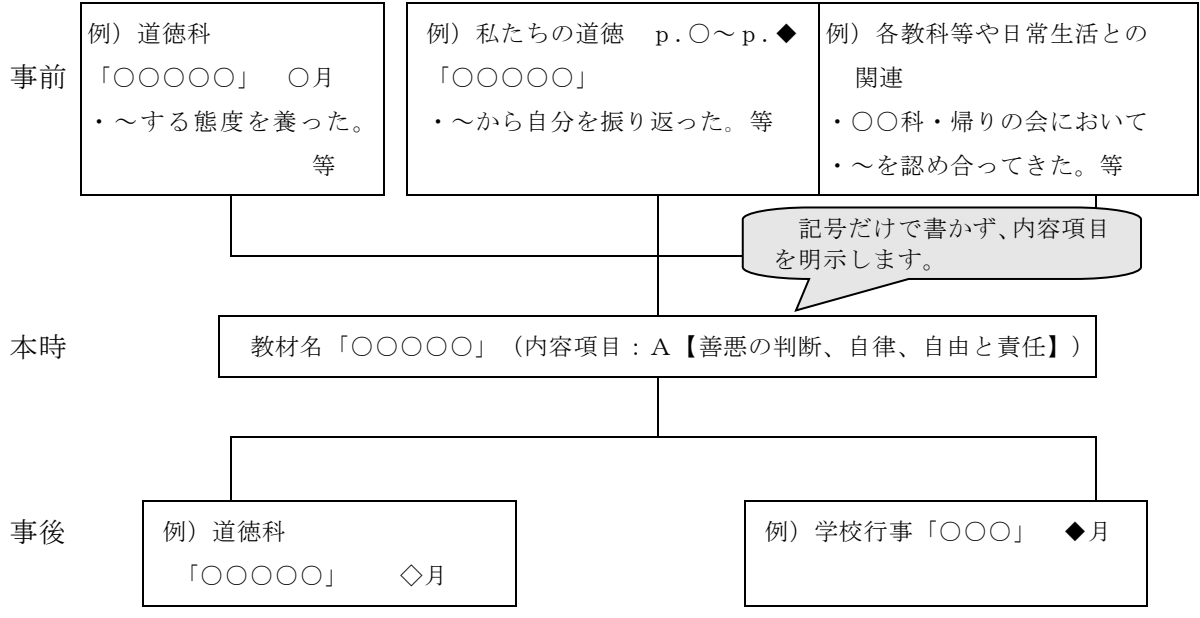 事前
例）道徳科
「○○○○○」　○月
・～する態度を養った。
等
例）私たちの道徳　ｐ.○～ｐ.◆
「○○○○○」
・～から自分を振り返った。等
例）各教科等や日常生活との
関連
・○○科・帰りの会において
・～を認め合ってきた。等
記号だけで書かず、内容項目
を明示します。
本時
教材名「○○○○○」（内容項目：Ａ【善悪の判断、自律、自由と責任】）
事後
例）道徳科
「○○○○○」　　◇月
例）学校行事「○○○」　◆月